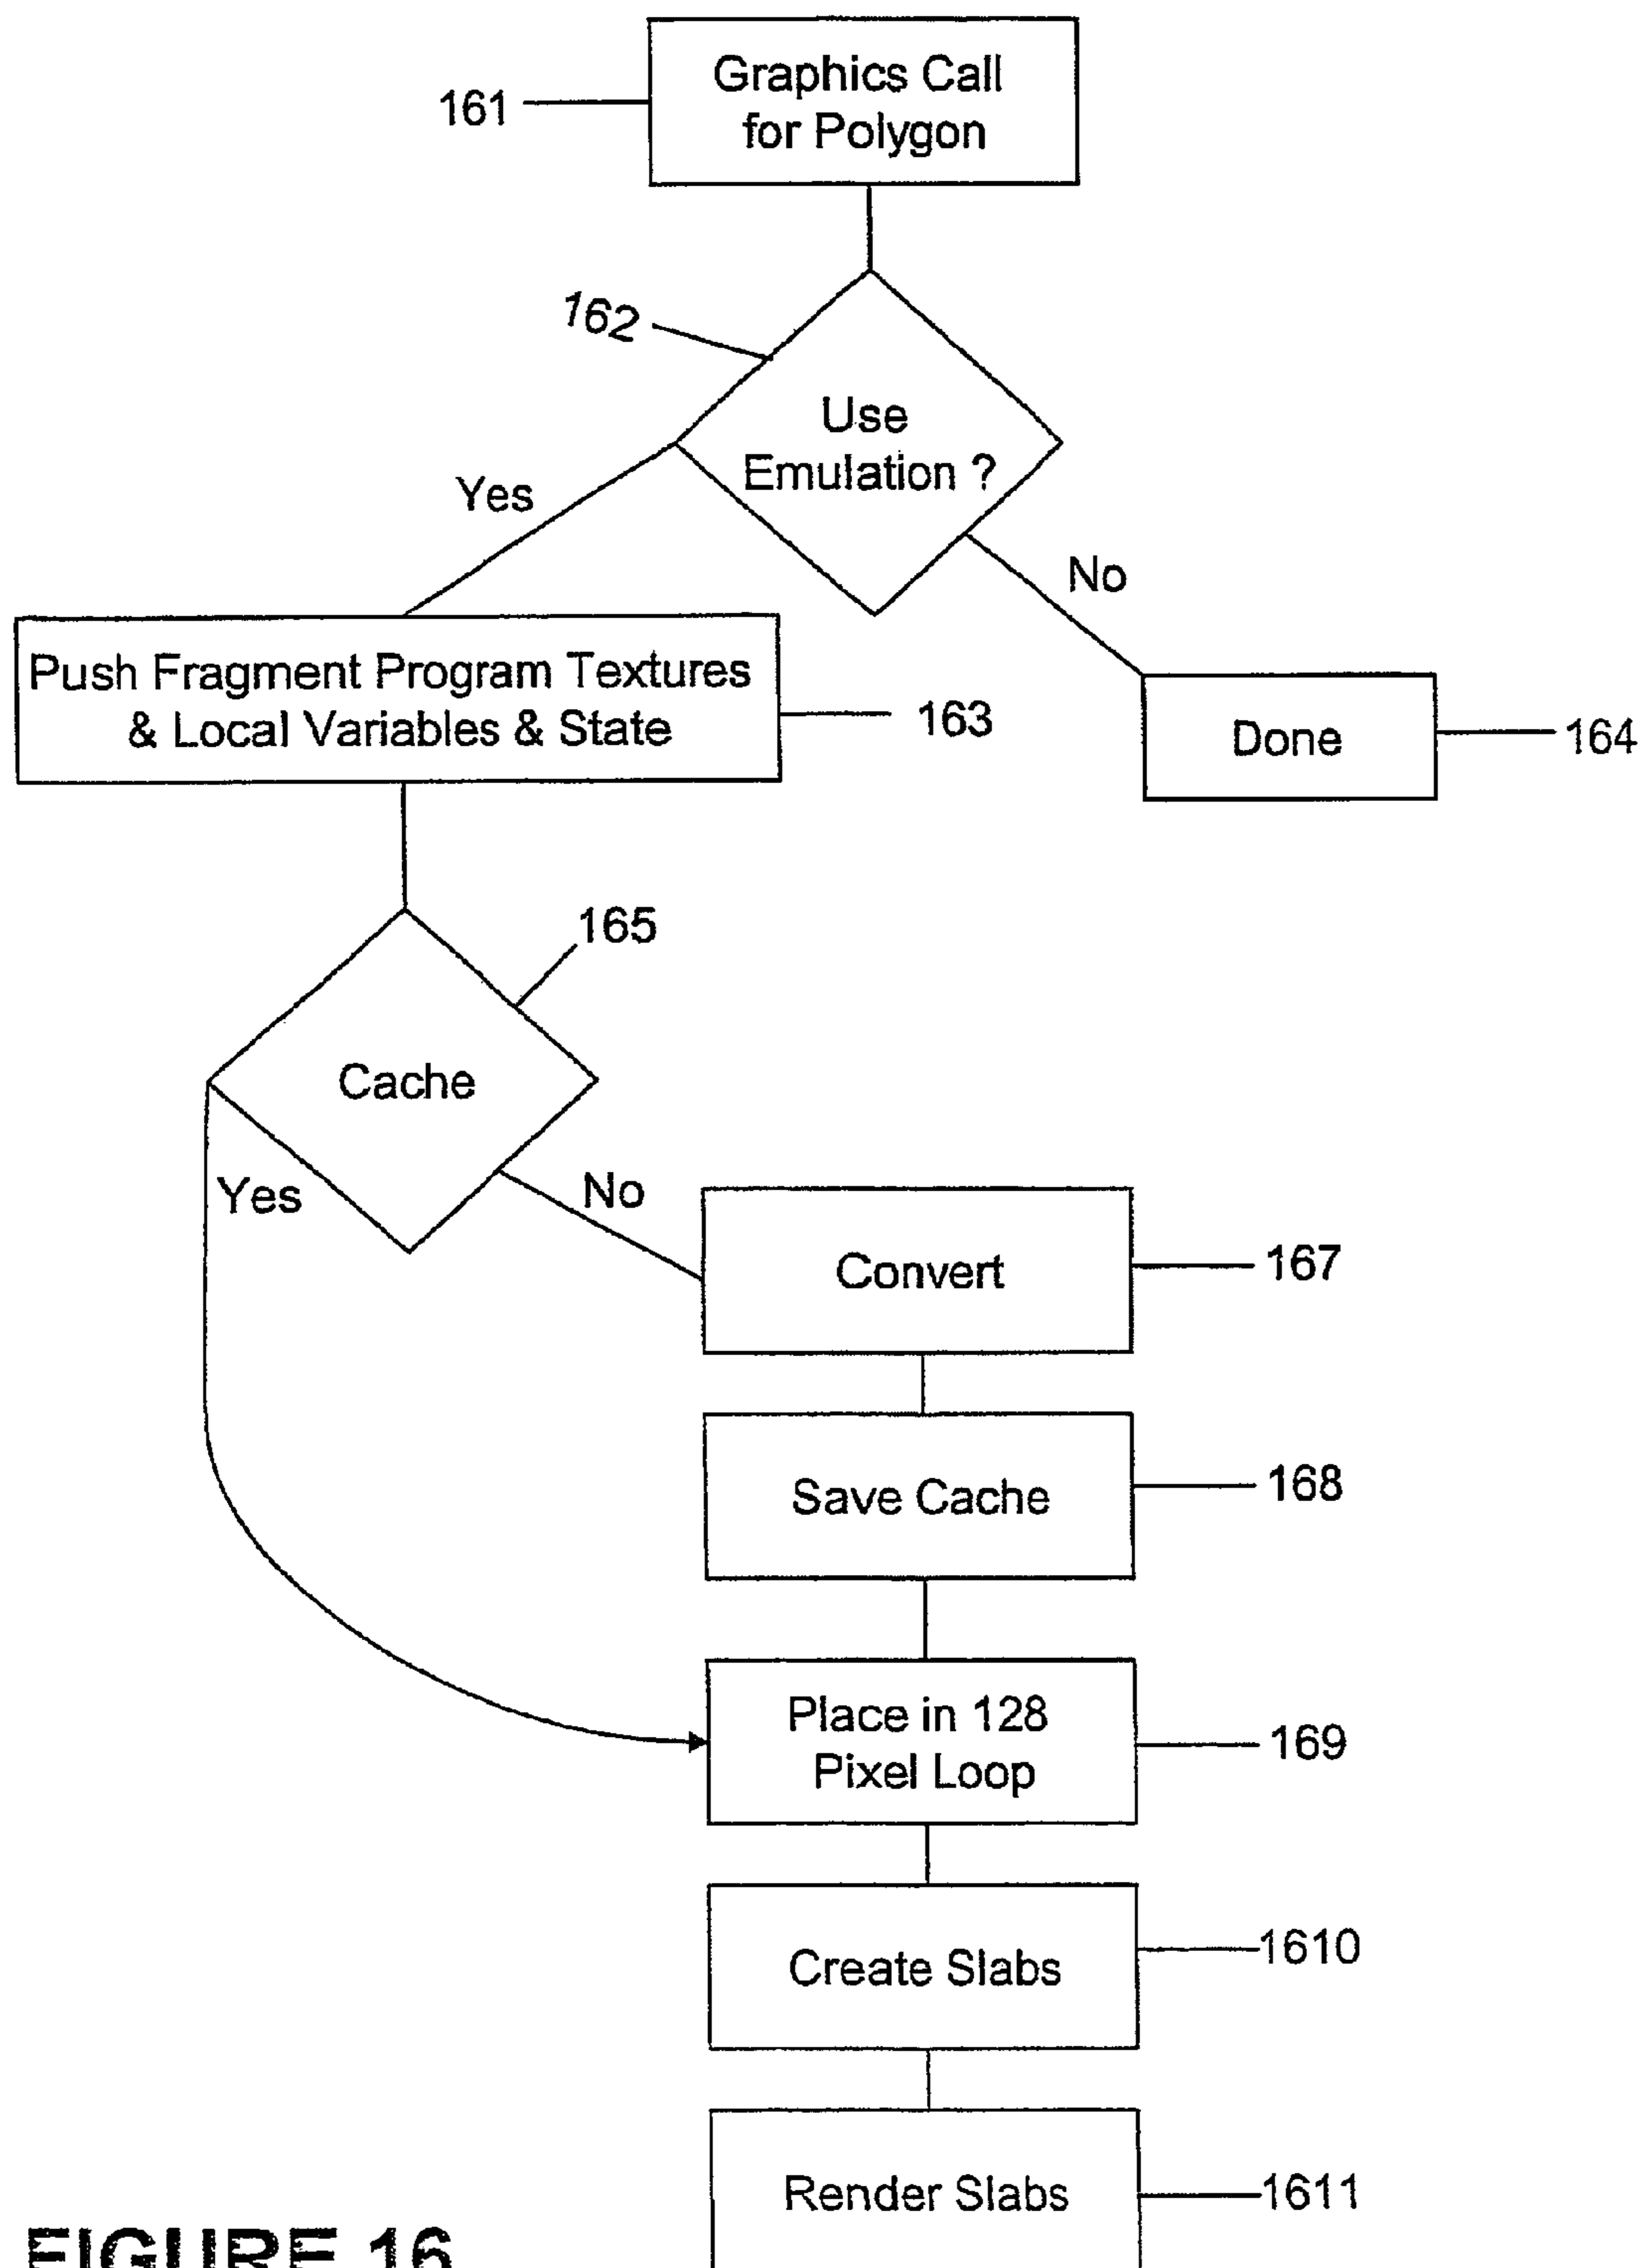 Graphics Call
for Polygon
161
162
Use
Emulation ?
Yes
No
Push Fragment Program Textures
& Local Variables & State
163
Done
164
165
Cache
Yes
No
Convert
167
Save Cache
168
Place in 128
Pixel Loop
169
Create Slabs
1610
Render Slabs
1611
FIGURE 16